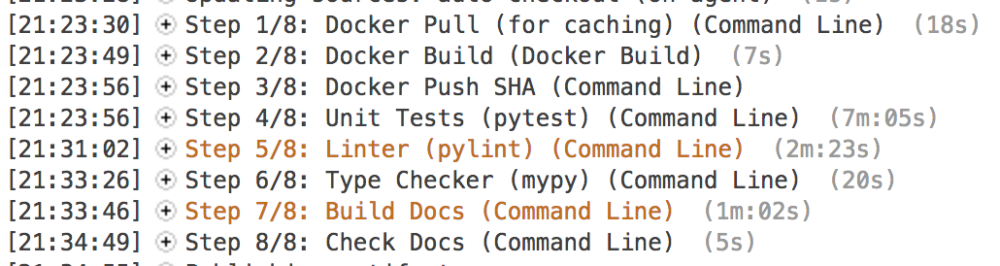 [21:23:30] Step 1/8: Docker Pull (for caching) (Command Line) (18s)
[21:23:49] Step 2/8: Docker Build (Docker Build) (7s)
[21:23:56] Step 3/8: Docker Push SHA (Command Line)
[21:23:56] Step 4/8: Unit Tests (pytest) (Command Line) (7m:05s)
[21:31:02] Step 5/8: Linter (pylint) (Command Line) (2m:23s)
[21:33:26] Step 6/8: Type Checker (mypy) (Command Line) (20s)
[21:33:46] Step 7/8: Build Docs (Command Line) (1m:02s)
[21:34:49] Step 8/8: Check Docs (Command Line) (5s)